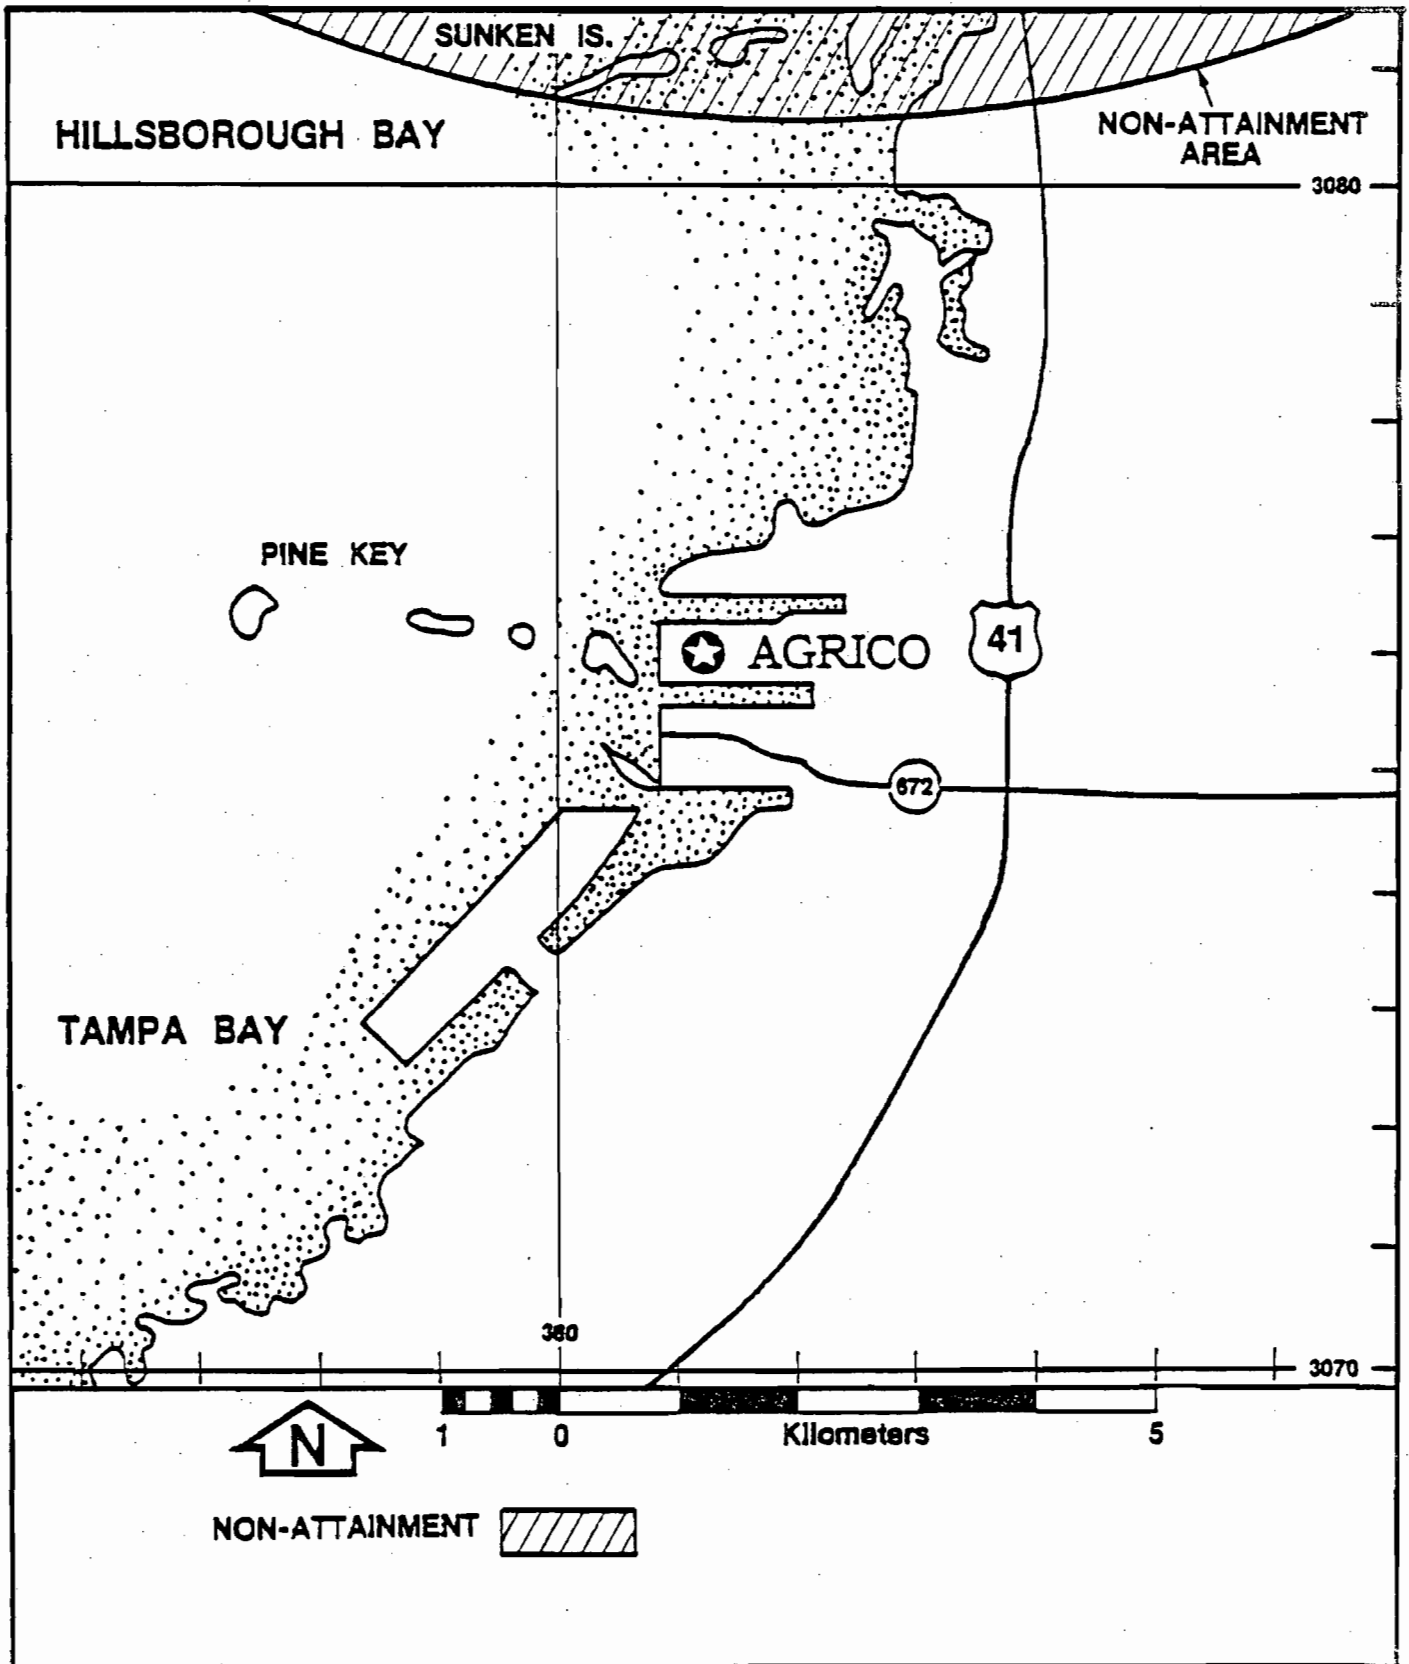 SUNKEN IS.
HILLSBOROUGH BAY
NON-ATTAINMENT
AREA
3080
PINE KEY
AGRICO
41
672
TAMPA BAY
360
3070
N
1 0 Kilometers 5
NON-ATTAINMENT